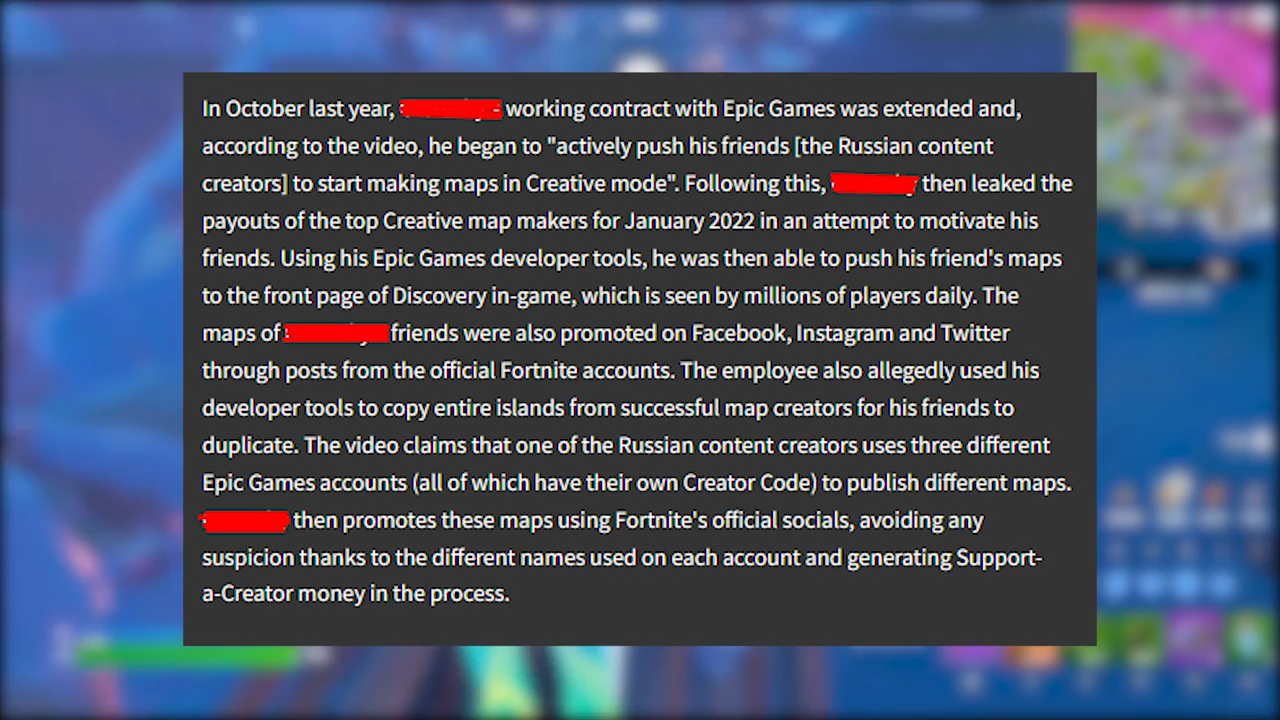 In October last year, working contract with Epic Games was extended and,
according to the video, he began to "actively push his friends [the Russian content
creators] to start making maps in Creative mode". Following this, then leaked the
payouts of the top Creative map makers for January 2022 in an attempt to motivate his
friends. Using his Epic Games developer tools, he was then able to push his friend's maps
to the front page of Discovery in-game, which is seen by millions of players daily. The
maps of friends were also promoted on Facebook, Instagram and Twitter
through posts from the official Fortnite accounts. The employee also allegedly used his
developer tools to copy entire islands from successful map creators for his friends to
duplicate. The video claims that one of the Russian content creators uses three different
Epic Games accounts (all of which have their own Creator Code) to publish different maps.
then promotes these maps using Fortnite's official socials, avoiding any
suspicion thanks to the different names used on each account and generating Support-
a-Creator money in the process.